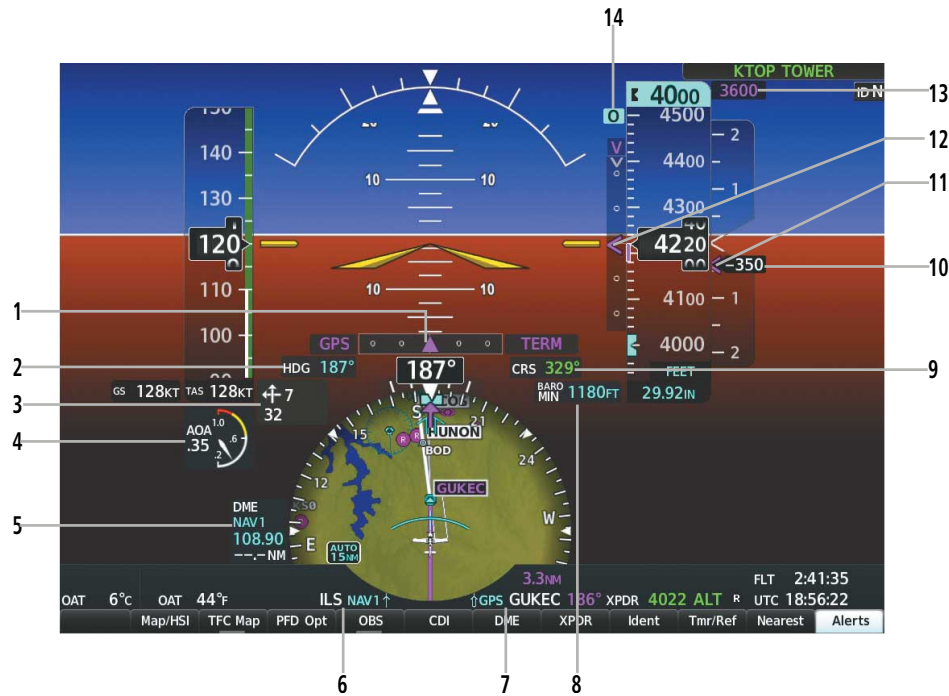 14
KTOP TOWER
4000
3600
ID N
13
O
4500
2
V
12
140
4400
10 10
1
11
130
4300
120
4220
-350
10
110
10 10
4100
1
1
100
GPS
TERM
4000
2
2
HDG 187°
187°
CRS 329°
FEET
9
GS 128KT TAS 128KT
7
BARO MIN 1180FT
29.92IN
3
32
S
21
HUNON
15
R R
BOD
24
4
AOA
.35
1.0
.6
.2
12
GUKEC
DME
W
5
NAV1
108.90
E
--.-NM
AUTO
15NM
3.3NM
FLT 2:41:35
OAT 6°C OAT 44°F ILS NAV1↑ ⇧GPS GUKEC 186° XPDR 4022 ALT R UTC 18:56:22
Map/HSI TFC Map PFD Opt OBS CDI DME XPDR Ident Tmr/Ref Nearest Alerts
6 7 8